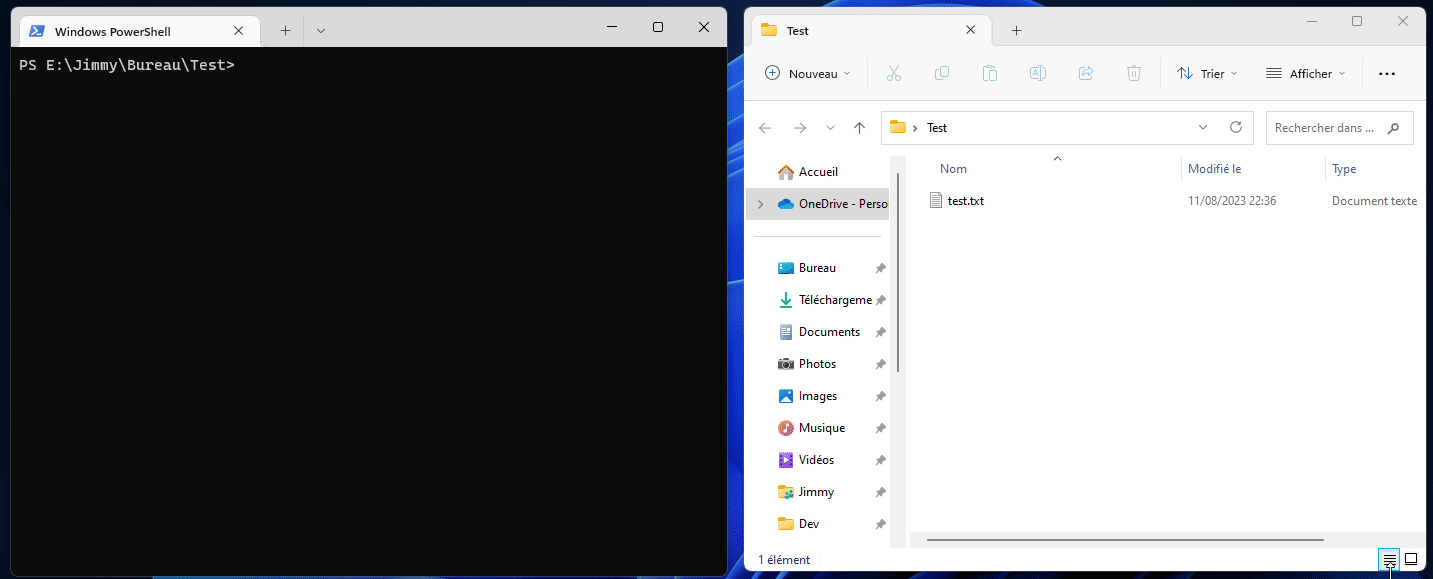 Windows PowerShell
PS E:\Jimmy\Bureau\Test>
Test
Nouveau
Trier
Afficher
Test
Rechercher dans ...
Accueil
OneDrive - Perso
Bureau
Téléchargeme
Documents
Photos
Images
Musique
Vidéos
Jimmy
Dev
Nom
Modifié le
Type
test.txt
11/08/2023 22:36
Document texte
1 élément